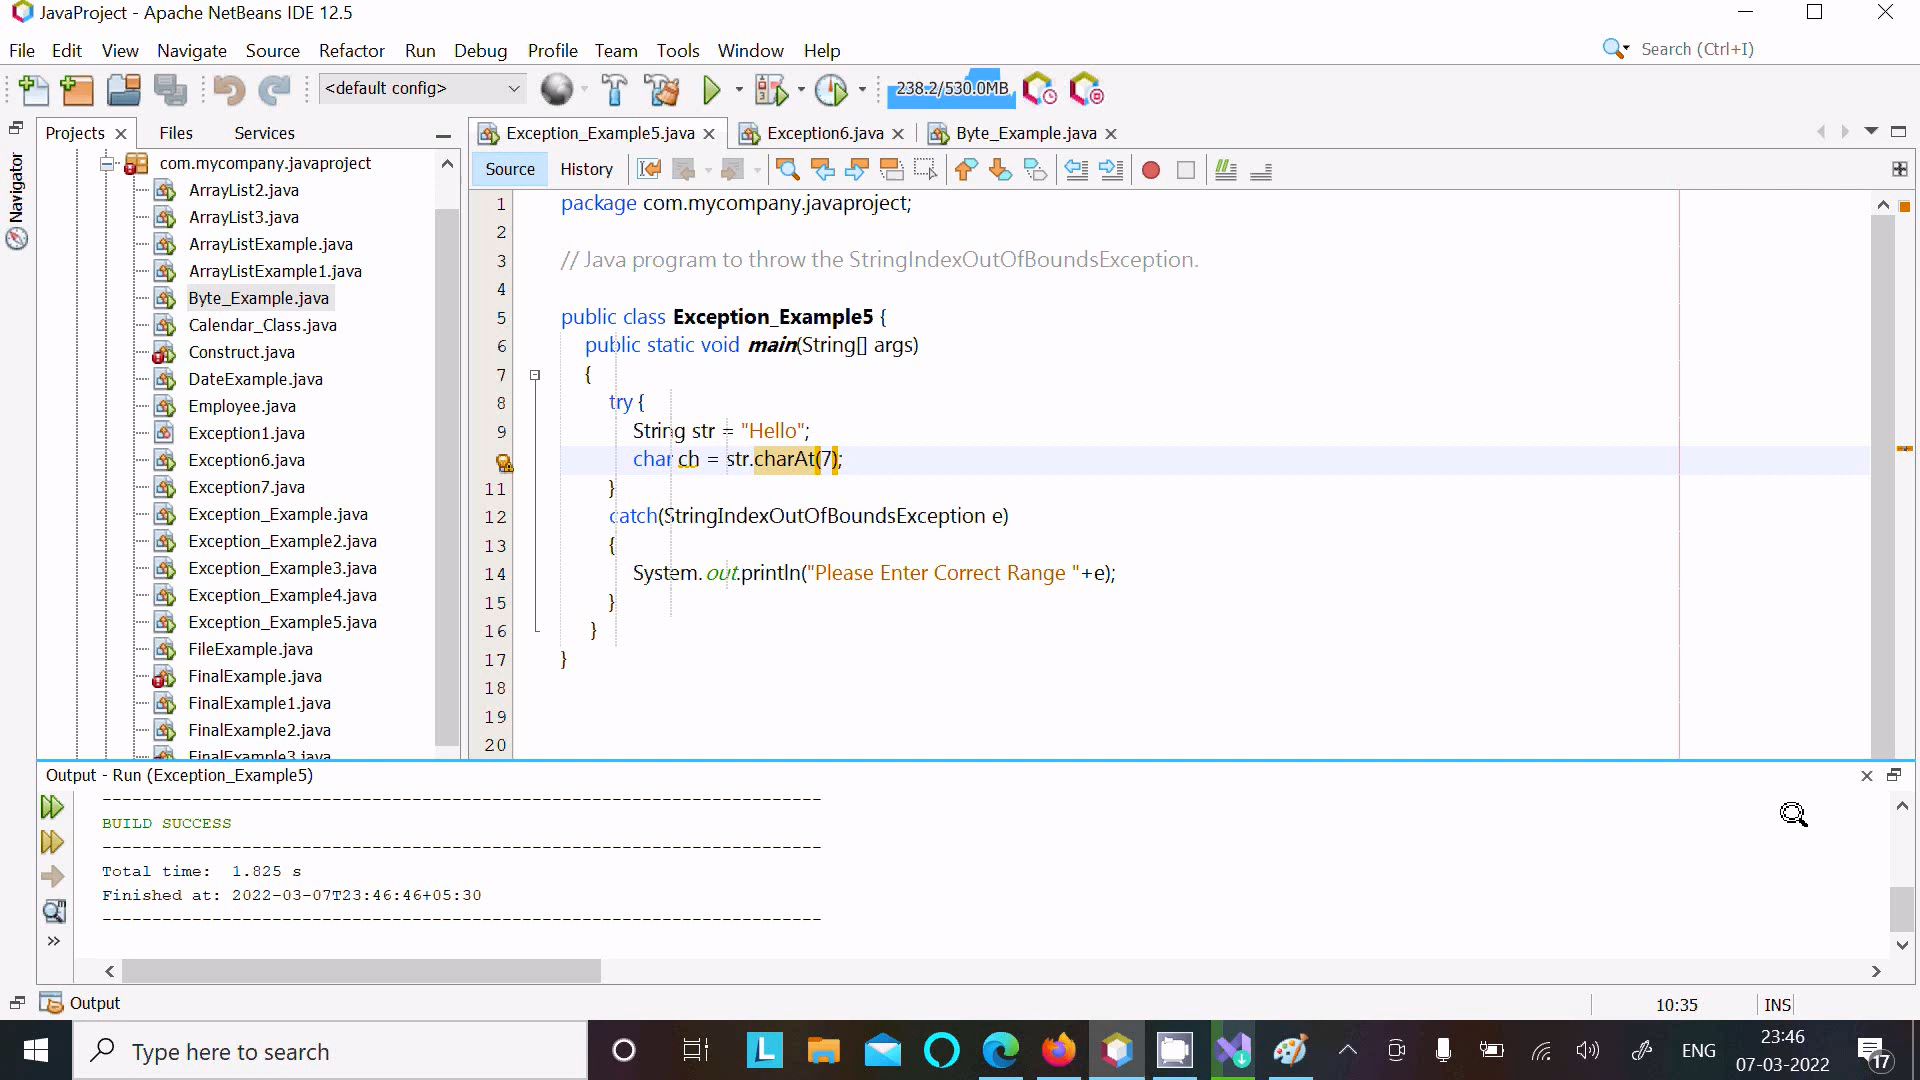 JavaProject - Apache NetBeans IDE 12.5
File Edit View Navigate Source Refactor Run Debug Profile Team Tools Window Help
Search (Ctrl+I)
<default config>
238.2/530.0MB
Projects Files Services
Exception_Example5.java Exception6.java Byte_Example.java
Navigator
Source History
com.mycompany.javaproject
ArrayList2.java
ArrayList3.java
ArrayListExample.java
ArrayListExample1.java
Byte_Example.java
Calendar_Class.java
Construct.java
DateExample.java
Employee.java
Exception1.java
Exception6.java
Exception7.java
Exception_Example.java
Exception_Example2.java
Exception_Example3.java
Exception_Example4.java
Exception_Example5.java
FileExample.java
FinalExample.java
FinalExample1.java
FinalExample2.java
FinalExample3.java
1 package com.mycompany.javaproject;
2
3 // Java program to throw the StringIndexOutOfBoundsException.
4
5 public class Exception_Example5 {
6 public static void main(String[] args)
7 {
8 try {
9 String str = "Hello";
char ch = str.charAt(7);
11 }
12 catch(StringIndexOutOfBoundsException e)
13 {
14 System.out.println("Please Enter Correct Range "+e);
15 }
16 }
17 }
18
19
20
Output - Run (Exception_Example5)
------------------------------------------------------------------------
BUILD SUCCESS
------------------------------------------------------------------------
Total time:  1.825 s
Finished at: 2022-03-07T23:46:46+05:30
------------------------------------------------------------------------
Output
10:35 INS
Type here to search
L
ENG
23:46
07-03-2022
17